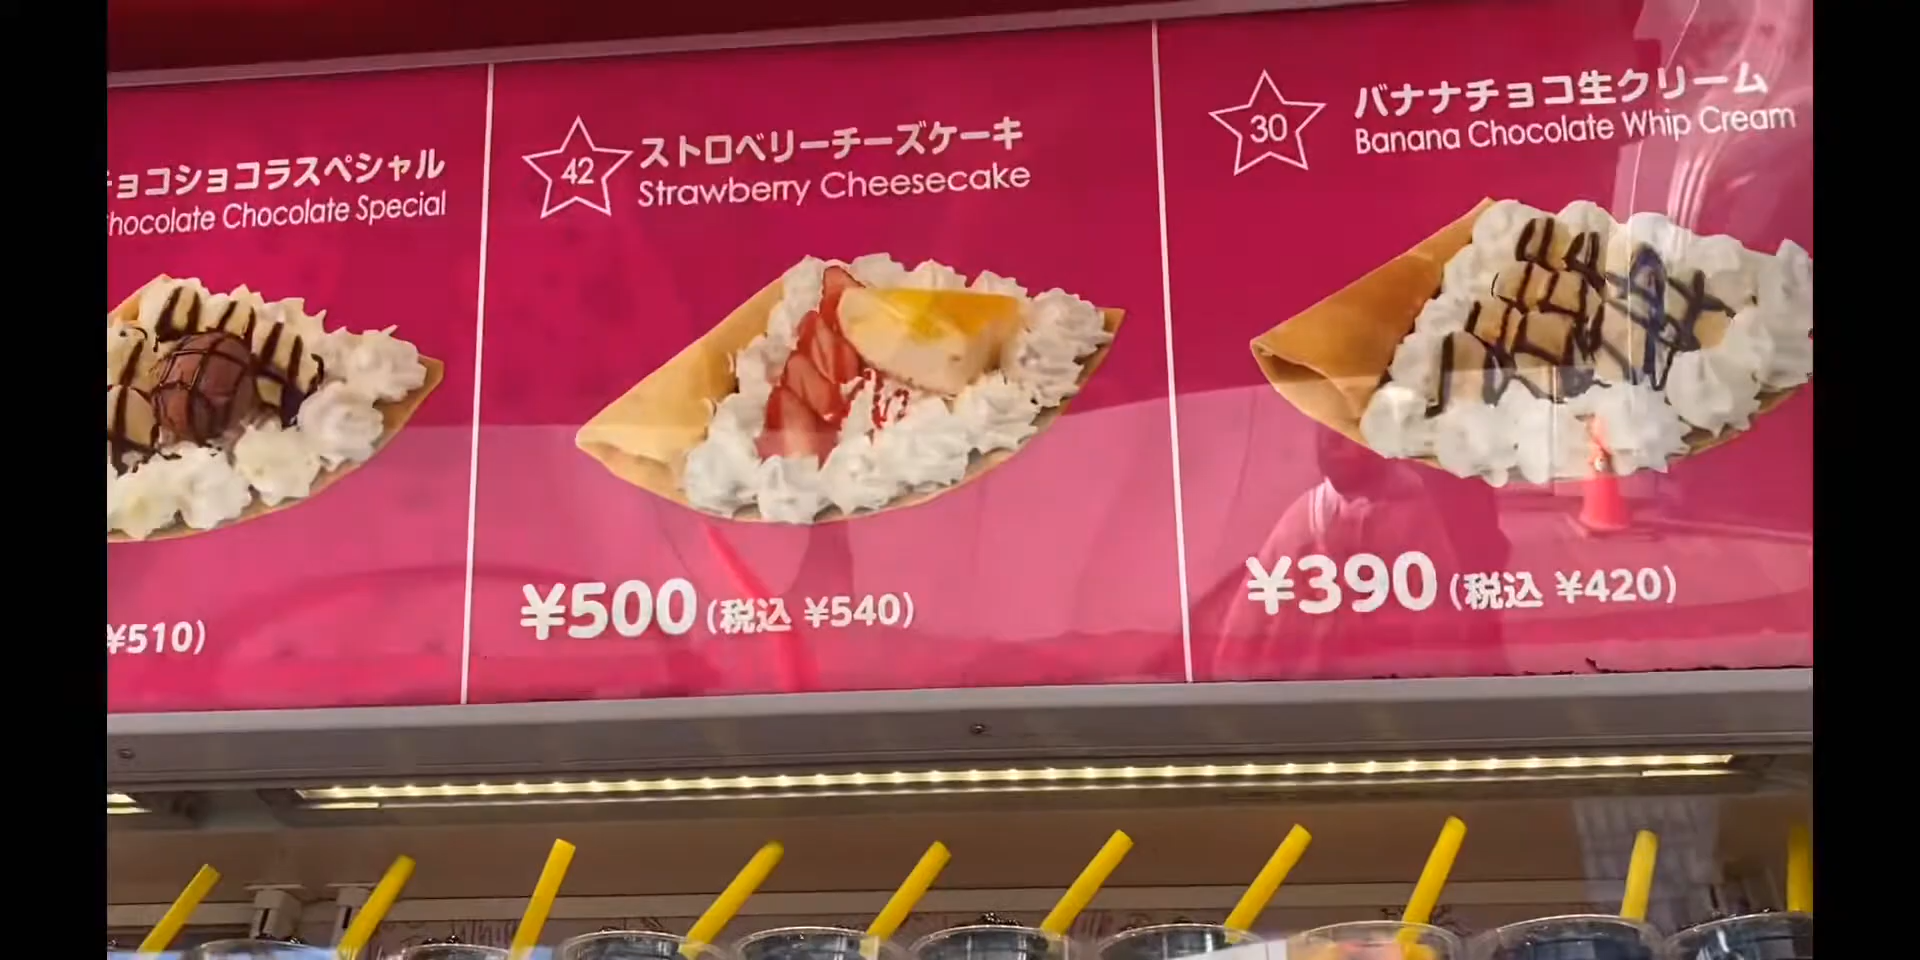 ョコショコラスペシャル
hocolate Chocolate Special
¥510)
42
ストロベリーチーズケーキ
Strawberry Cheesecake
¥500 (税込 ¥540)
30
バナナチョコ生クリーム
Banana Chocolate Whip Cream
¥390 (税込 ¥420)